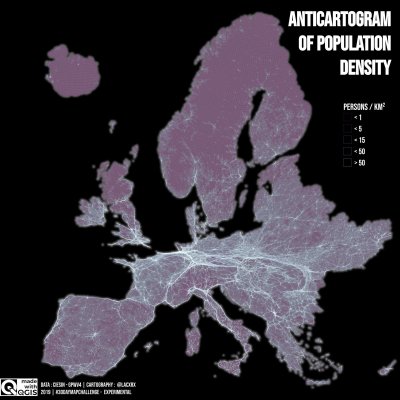 ANTICARTOGRAM
OF POPULATION
DENSITY
PERSONS / KM²
< 1
< 5
< 15
< 50
> 50
made
with
QGIS
DATA : CIESIN - GPWV4 | CARTOGRAPHY : @LACXRX
2019 | #30DAYMAPCHALLENGE - EXPERIMENTAL